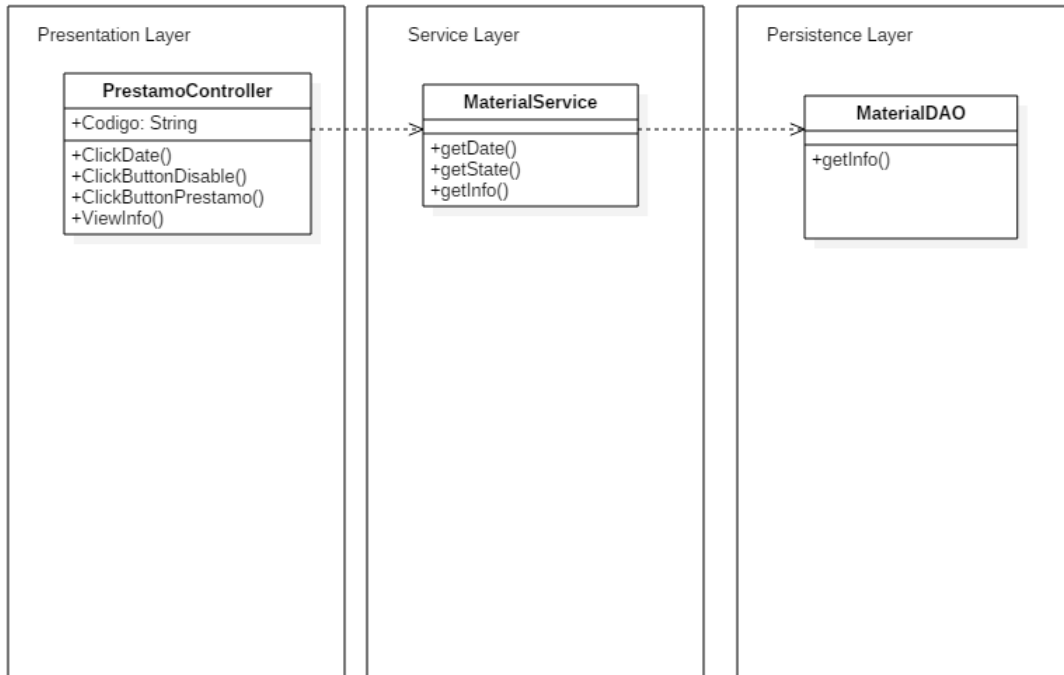 Presentation Layer
PrestamoController
+Codigo: String
+ClickDate()
+ClickButtonDisable()
+ClickButtonPrestamo()
+ViewInfo()
Service Layer
MaterialService
+getDate()
+getState()
+getInfo()
Persistence Layer
MaterialDAO
+getInfo()